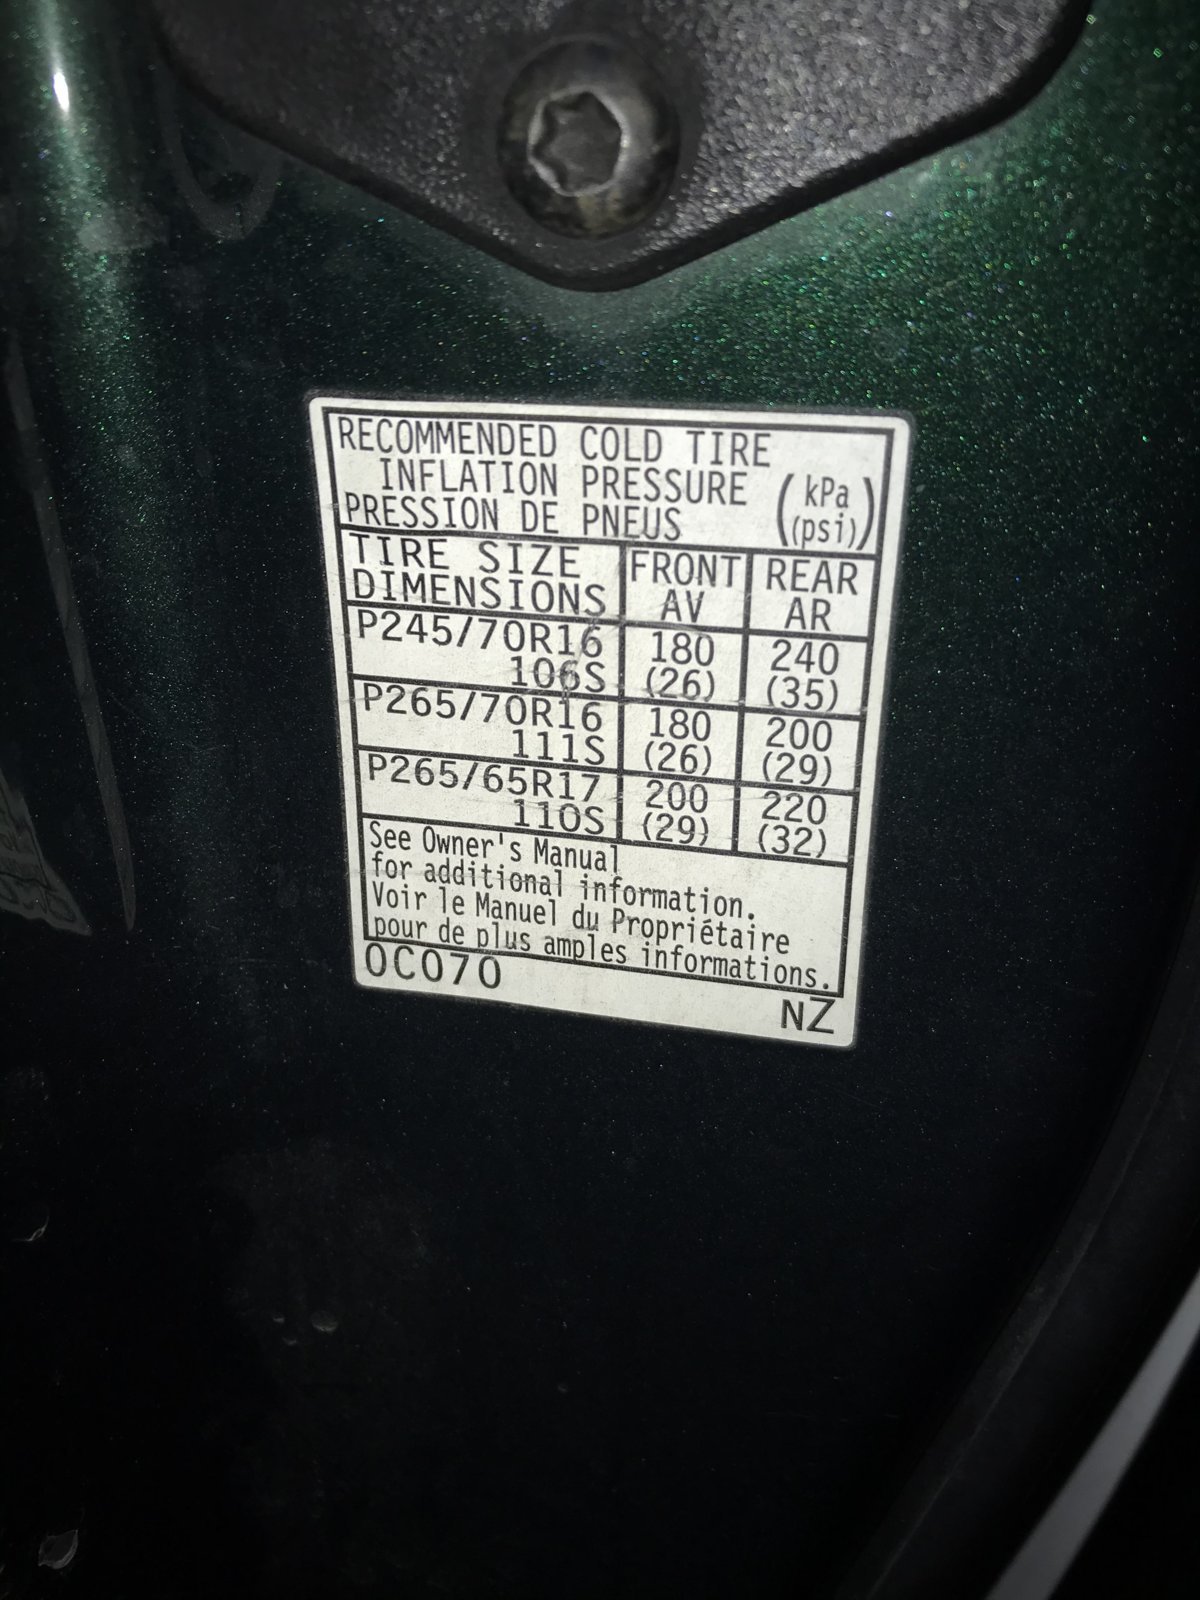 RECOMMENDED COLD TIRE
INFLATION PRESSURE (kPa
PRESSION DE PNEUS (psi))
TIRE SIZE FRONT REAR
DIMENSIONS AV AR
P245/70R16 180 240
106S (26) (35)
P265/70R16 180 200
111S (26) (29)
P265/65R17 200 220
110S (29) (32)
See Owner's Manual
for additional information.
Voir le Manuel du Propriétaire
pour de plus amples informations.
0C070
NZ